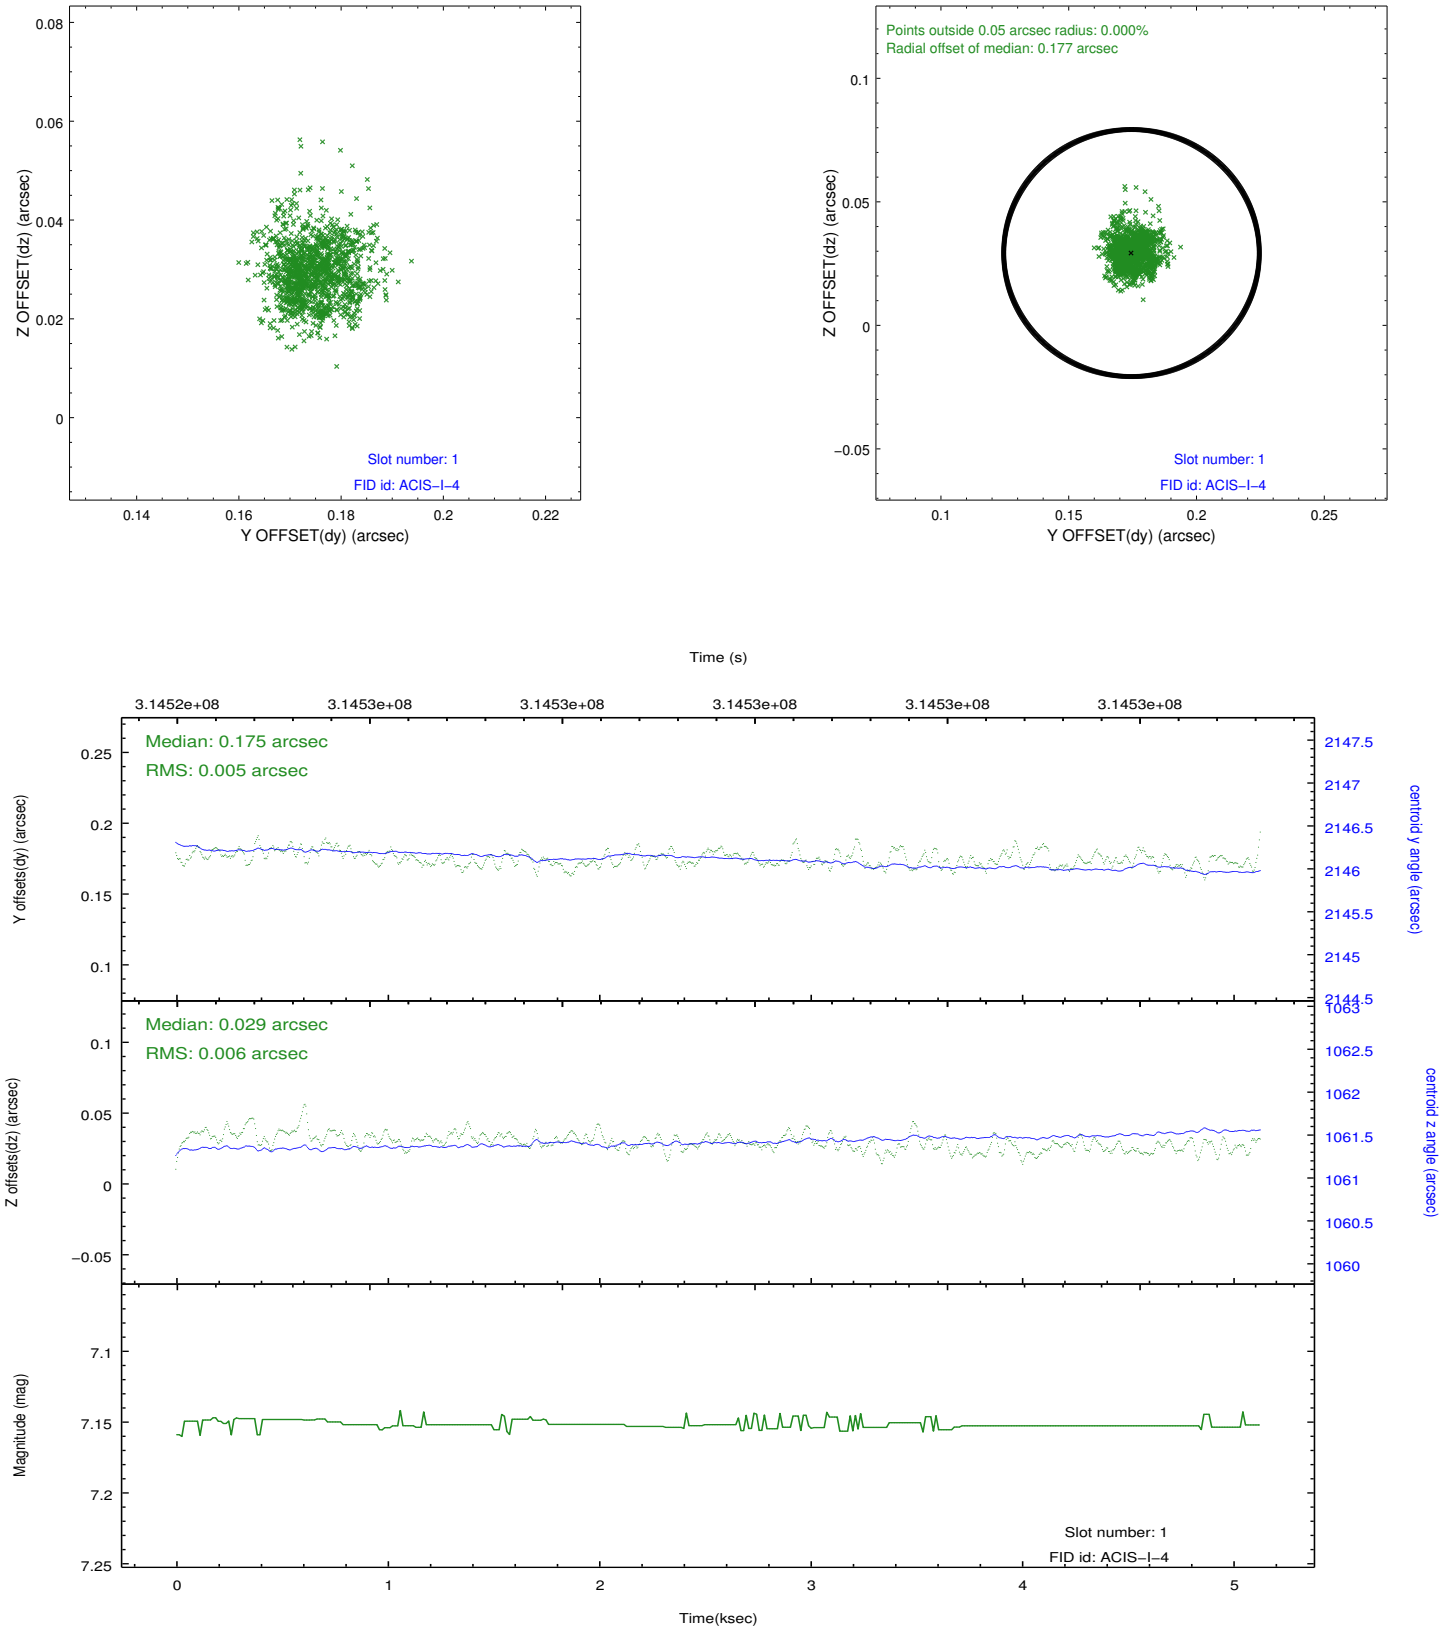 0.08
0.06
0.04
0.02
0
Z OFFSET(dz) (arcsec)
Slot number: 1
FID id: ACIS−I−4
0.14 0.16 0.18 0.2 0.22
Y OFFSET(dy) (arcsec)
Points outside 0.05 arcsec radius: 0.000%
Radial offset of median: 0.177 arcsec
0.1
0.05
0
−0.05
Z OFFSET(dz) (arcsec)
Slot number: 1
FID id: ACIS−I−4
0.1 0.15 0.2 0.25
Y OFFSET(dy) (arcsec)
Time (s)
3.1452e+08 3.1453e+08 3.1453e+08 3.1453e+08 3.1453e+08 3.1453e+08
Median: 0.175 arcsec
RMS: 0.005 arcsec
0.25
0.2
0.15
0.1
Y offsets(dy) (arcsec)
2147.5
2147
2146.5
2146
2145.5
2145
2144.5
centroid y angle (arcsec)
Median: 0.029 arcsec
RMS: 0.006 arcsec
0.1
0.05
0
−0.05
Z offsets(dz) (arcsec)
1063
1062.5
1062
1061.5
1061
1060.5
1060
centroid z angle (arcsec)
7.1
7.15
7.2
7.25
Magnitude (mag)
Slot number: 1
FID id: ACIS−I−4
0 1 2 3 4 5
Time(ksec)